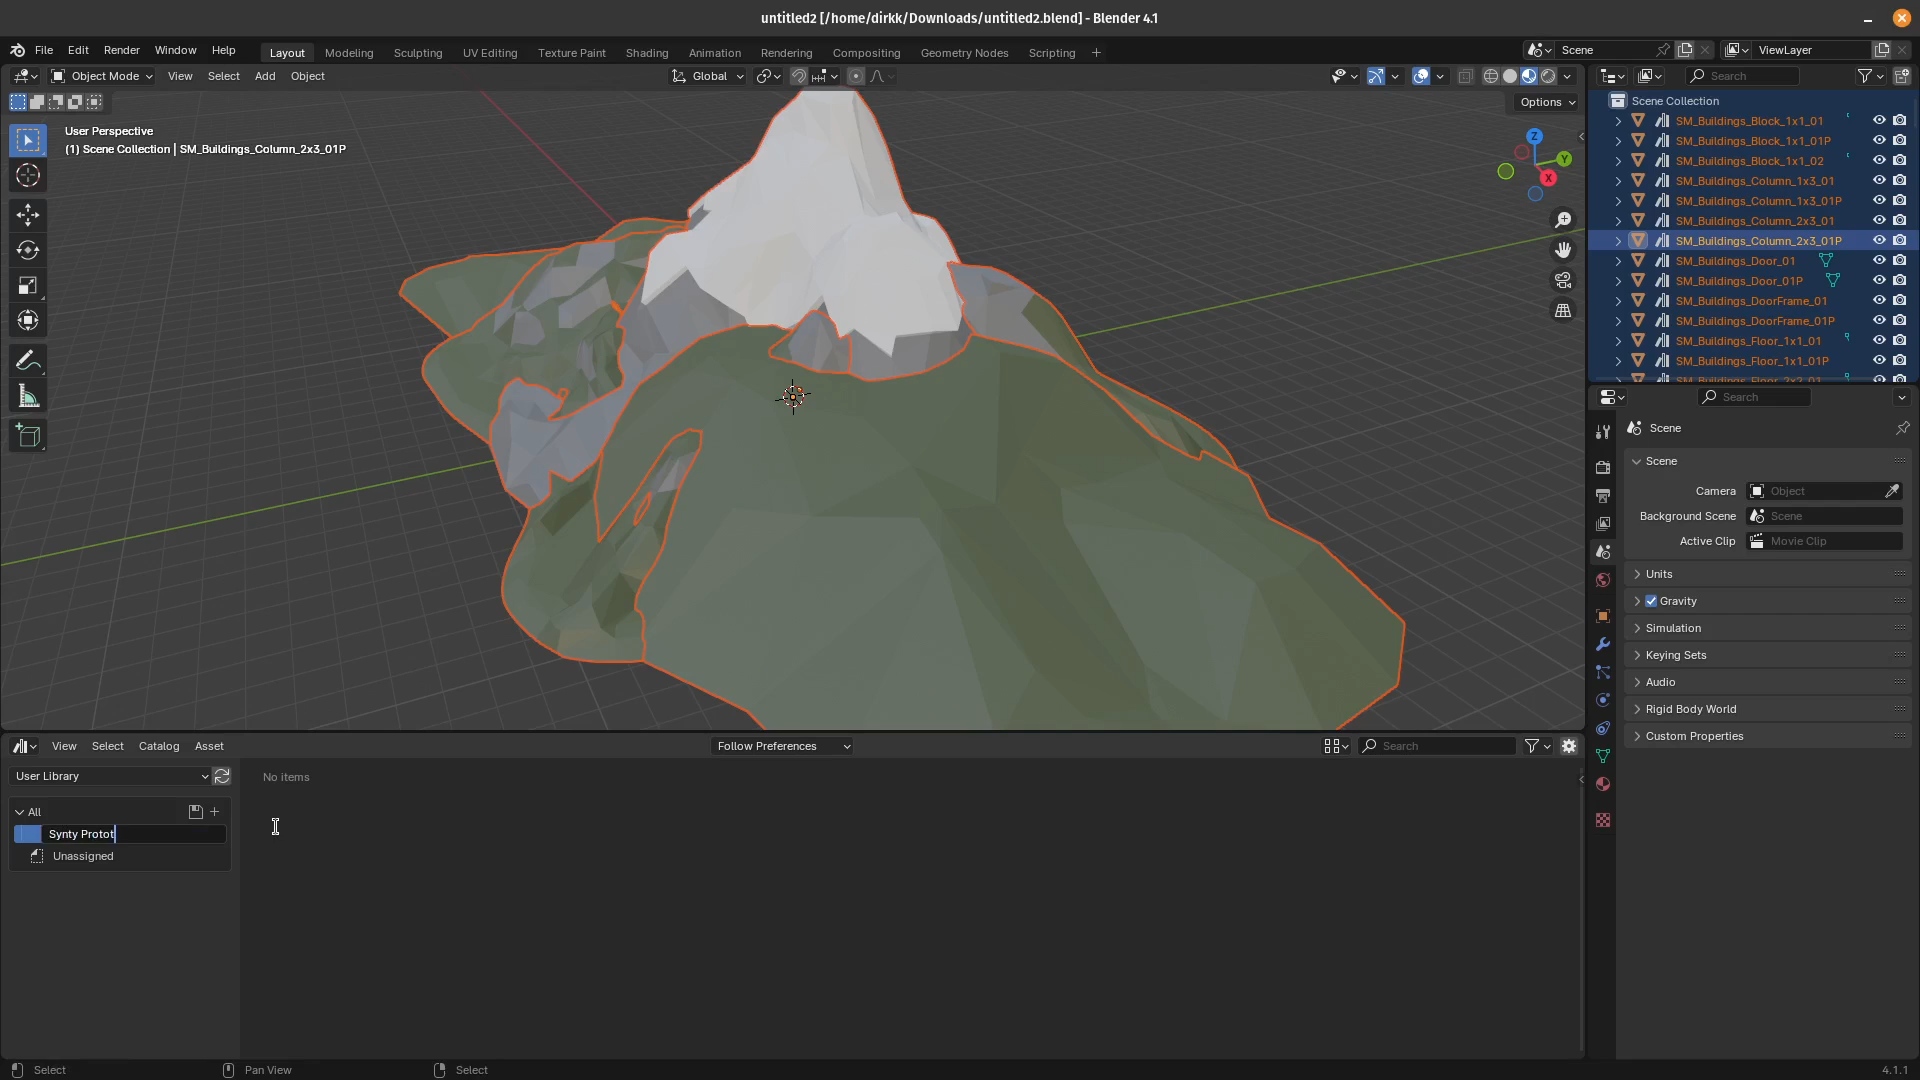 untitled2 [/home/dirkk/Downloads/untitled2.blend] - Blender 4.1
File Edit Render Window Help
Layout Modeling Sculpting UV Editing Texture Paint Shading Animation Rendering Compositing Geometry Nodes Scripting +
Scene
ViewLayer
Object Mode View Select Add Object
Global
Search
Options
User Perspective
(1) Scene Collection | SM_Buildings_Column_2x3_01P
Z
Y
X
Scene Collection
SM_Buildings_Block_1x1_01
SM_Buildings_Block_1x1_01P
SM_Buildings_Block_1x1_02
SM_Buildings_Column_1x3_01
SM_Buildings_Column_1x3_01P
SM_Buildings_Column_2x3_01
SM_Buildings_Column_2x3_01P
SM_Buildings_Door_01
SM_Buildings_Door_01P
SM_Buildings_DoorFrame_01
SM_Buildings_DoorFrame_01P
SM_Buildings_Floor_1x1_01
SM_Buildings_Floor_1x1_01P
SM_Buildings_Floor_2x2_01
Search
Scene
Scene
Camera Object
Background Scene Scene
Active Clip Movie Clip
Units
Gravity
Simulation
Keying Sets
Audio
Rigid Body World
Custom Properties
View Select Catalog Asset
Follow Preferences
Search
User Library
No items
All
Synty Protot
Unassigned
Select
Pan View
Select
4.1.1